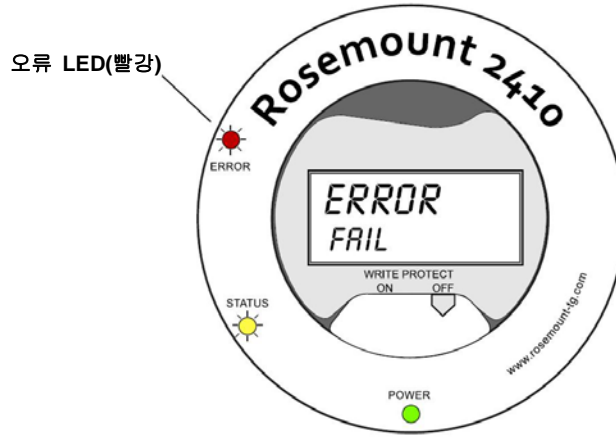 오류 LED(빨강)
Rosemount 2410
ERROR
ERROR
FAIL
WRITE PROTECT
ON OFF
STATUS
www.rosemount-tg.com
POWER